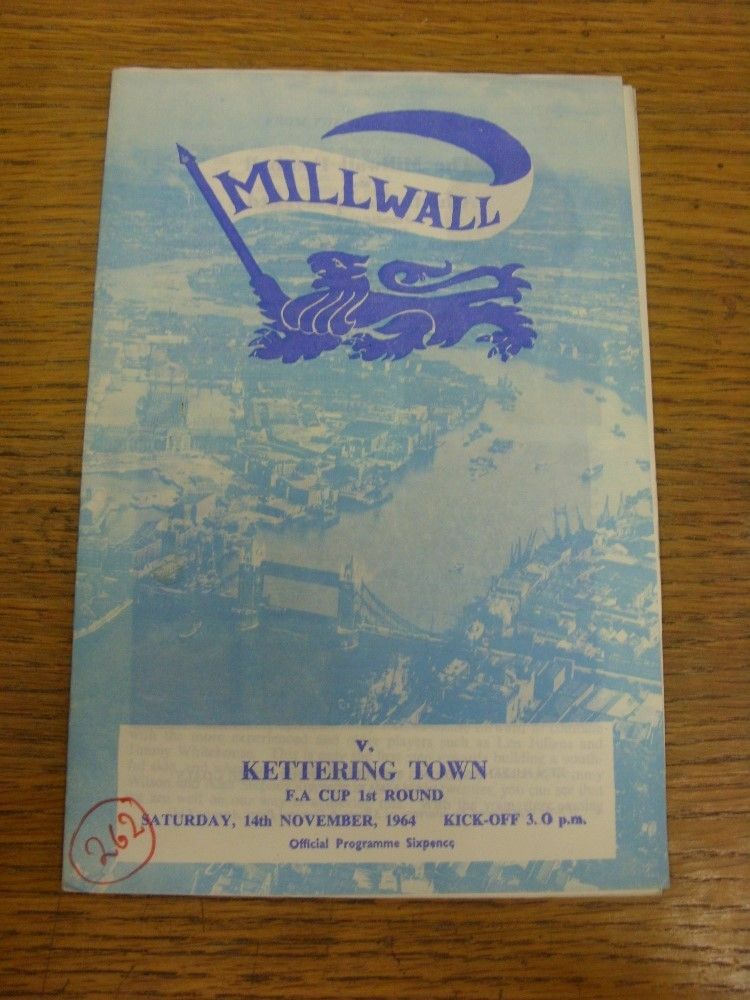 MILLWALL
v.
KETTERING TOWN
F.A CUP 1st ROUND
SATURDAY, 14th NOVEMBER, 1964 KICK-OFF 3.0 p.m.
Official Programme Sixpence
262